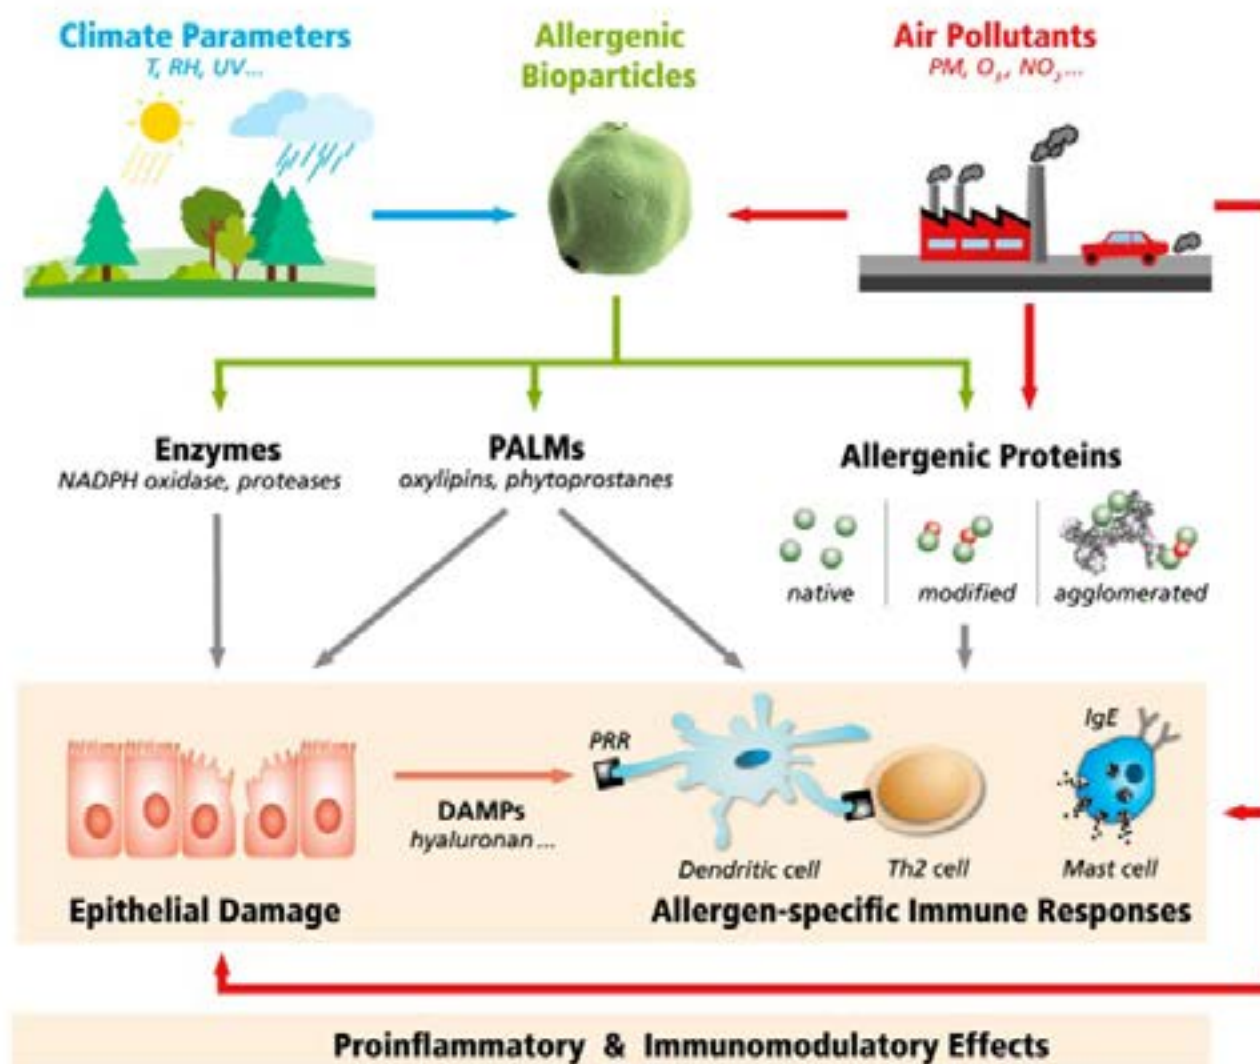 Climate Parameters
T, RH, UV...
Allergenic
Bioparticles
Air Pollutants
PM, O₃, NO₂...
Enzymes
NADPH oxidase, proteases
PALMs
oxylipins, phytoprostanes
Allergenic Proteins
native
modified
agglomerated
PRR
IgE
DAMPs
hyaluronan ...
Dendritic cell
Th2 cell
Mast cell
Epithelial Damage
Allergen-specific Immune Responses
Proinflammatory & Immunomodulatory Effects